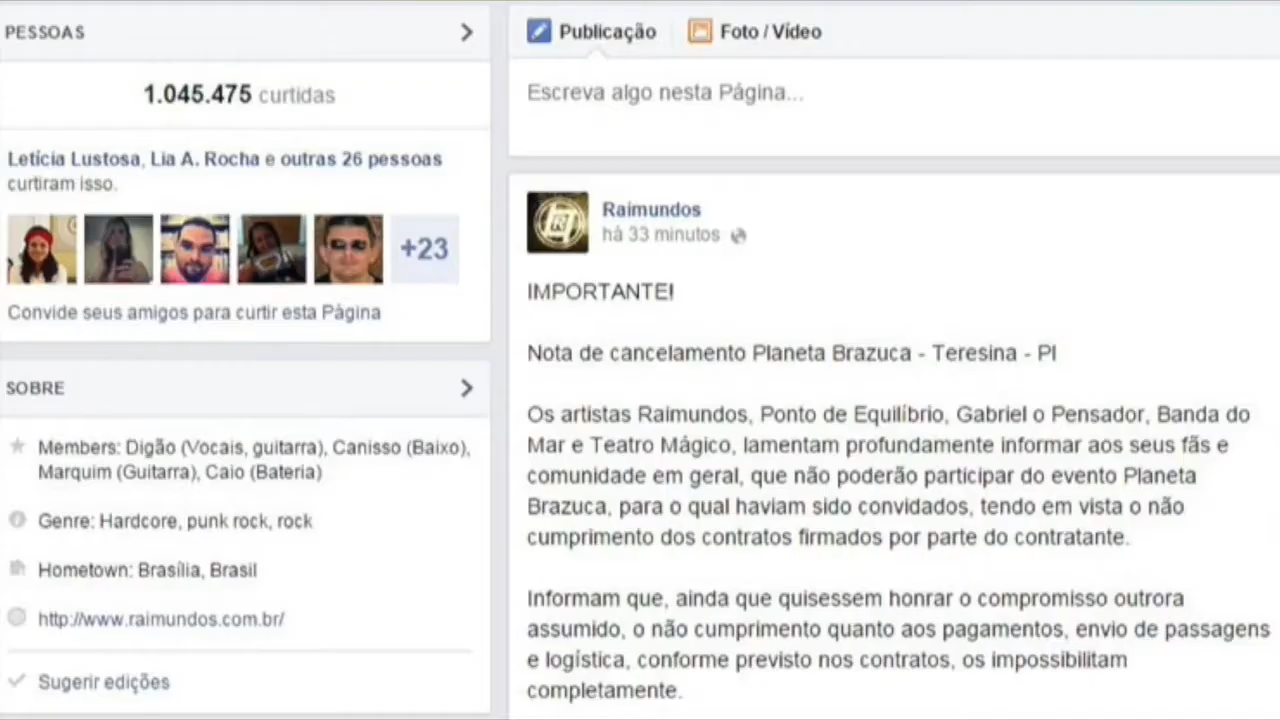 PESSOAS
1.045.475 curtidas
Letícia Lustosa, Lia A. Rocha e outras 26 pessoas
curtiram isso.
+23
Convide seus amigos para curtir esta Página
SOBRE
Members: Digão (Vocais, guitarra), Canisso (Baixo),
Marquim (Guitarra), Caio (Bateria)
Genre: Hardcore, punk rock, rock
Hometown: Brasília, Brasil
http://www.raimundos.com.br/
Sugerir edições
Publicação
Foto / Vídeo
Escreva algo nesta Página...
Raimundos
há 33 minutos
IMPORTANTE!
Nota de cancelamento Planeta Brazuca - Teresina - PI
Os artistas Raimundos, Ponto de Equilíbrio, Gabriel o Pensador, Banda do
Mar e Teatro Mágico, lamentam profundamente informar aos seus fãs e
comunidade em geral, que não poderão participar do evento Planeta
Brazuca, para o qual haviam sido convidados, tendo em vista o não
cumprimento dos contratos firmados por parte do contratante.
Informam que, ainda que quisessem honrar o compromisso outrora
assumido, o não cumprimento quanto aos pagamentos, envio de passagens
e logística, conforme previsto nos contratos, os impossibilitam
completamente.